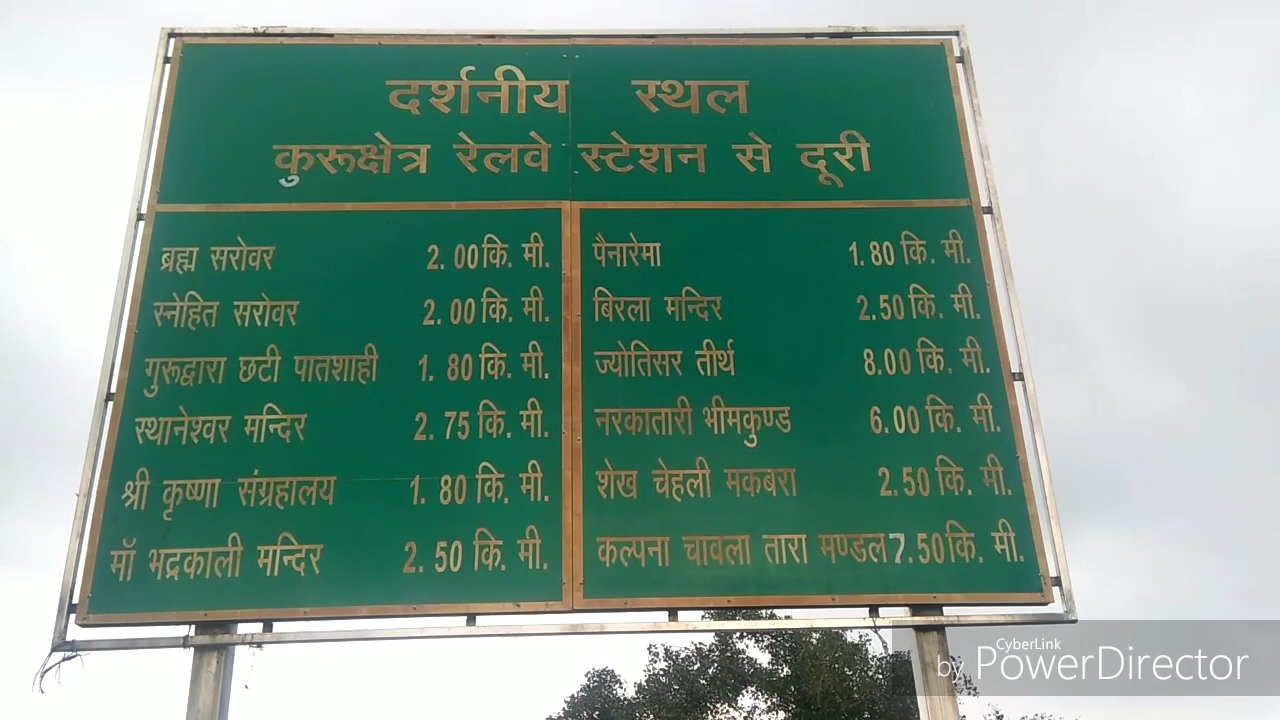 दर्शनीय स्थल
कुरूक्षेत्र रेलवे स्टेशन से दूरी
ब्रह्म सरोवर 2.00 कि. मी.
स्नेहित सरोवर 2.00 कि. मी.
गुरूद्वारा छटी पातशाही 1.80 कि. मी.
स्थानेश्वर मन्दिर 2.75 कि. मी.
श्री कृष्णा संग्रहालय 1.80 कि. मी.
मॉ भद्रकाली मन्दिर 2.50 कि. मी.
पैनारेमा 1.80 कि. मी.
बिरला मन्दिर 2.50 कि. मी.
ज्योतिसर तीर्थ 8.00 कि. मी.
नरकातारी भीमकुण्ड 6.00 कि. मी.
शेख चेहली मकबरा 2.50 कि. मी.
कल्पना चावला तारा मण्डल 7.50 कि. मी.
CyberLink
by PowerDirector